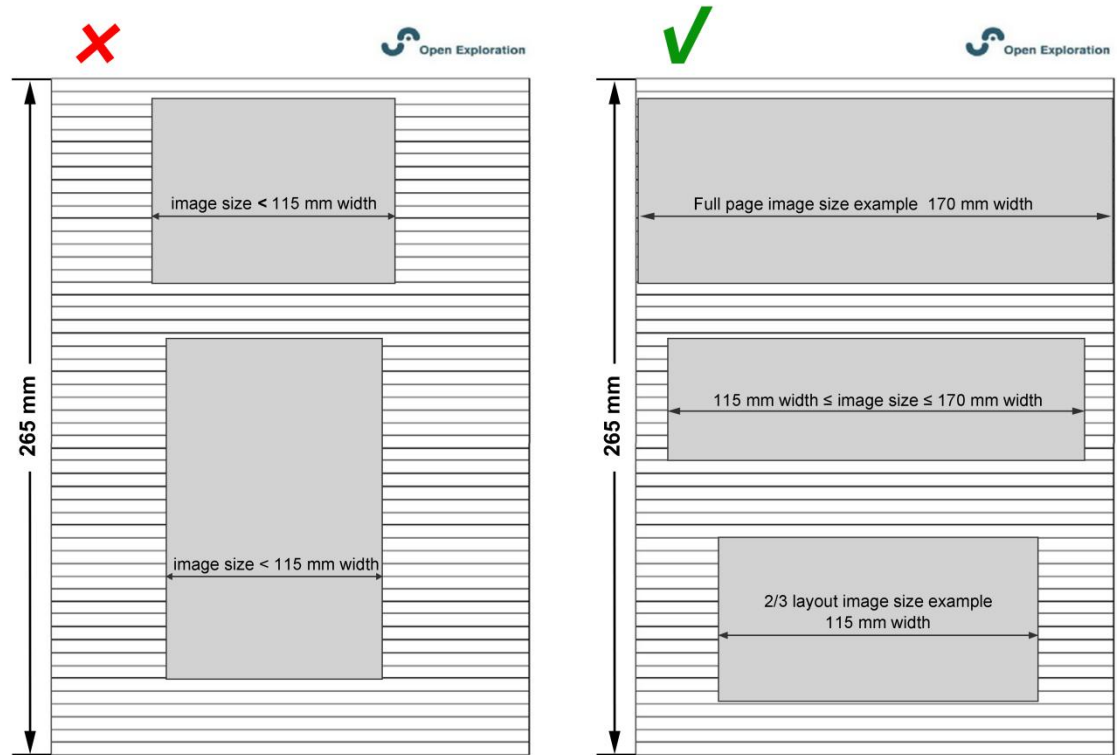 Open Exploration
image size < 115 mm width
265 mm
image size < 115 mm width
Open Exploration
Full page image size example 170 mm width
115 mm width ≤ image size ≤ 170 mm width
265 mm
2/3 layout image size example
115 mm width